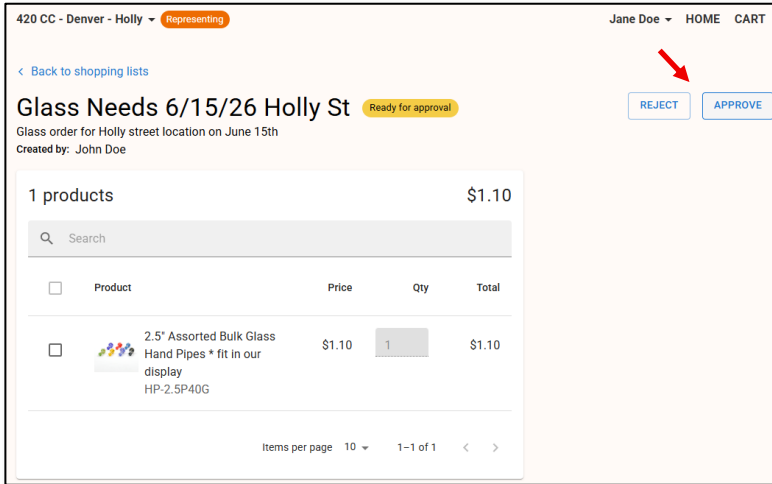 420 CC - Denver - Holly Representing Jane Doe HOME CART
Back to shopping lists
Glass Needs 6/15/26 Holly St Ready for approval REJECT APPROVE
Glass order for Holly street location on June 15th
Created by: John Doe
1 products $1.10
Search
Product Price Qty Total
2.5" Assorted Bulk Glass
Hand Pipes * fit in our
display
HP-2.5P40G
$1.10 1 $1.10
Items per page 10 1–1 of 1